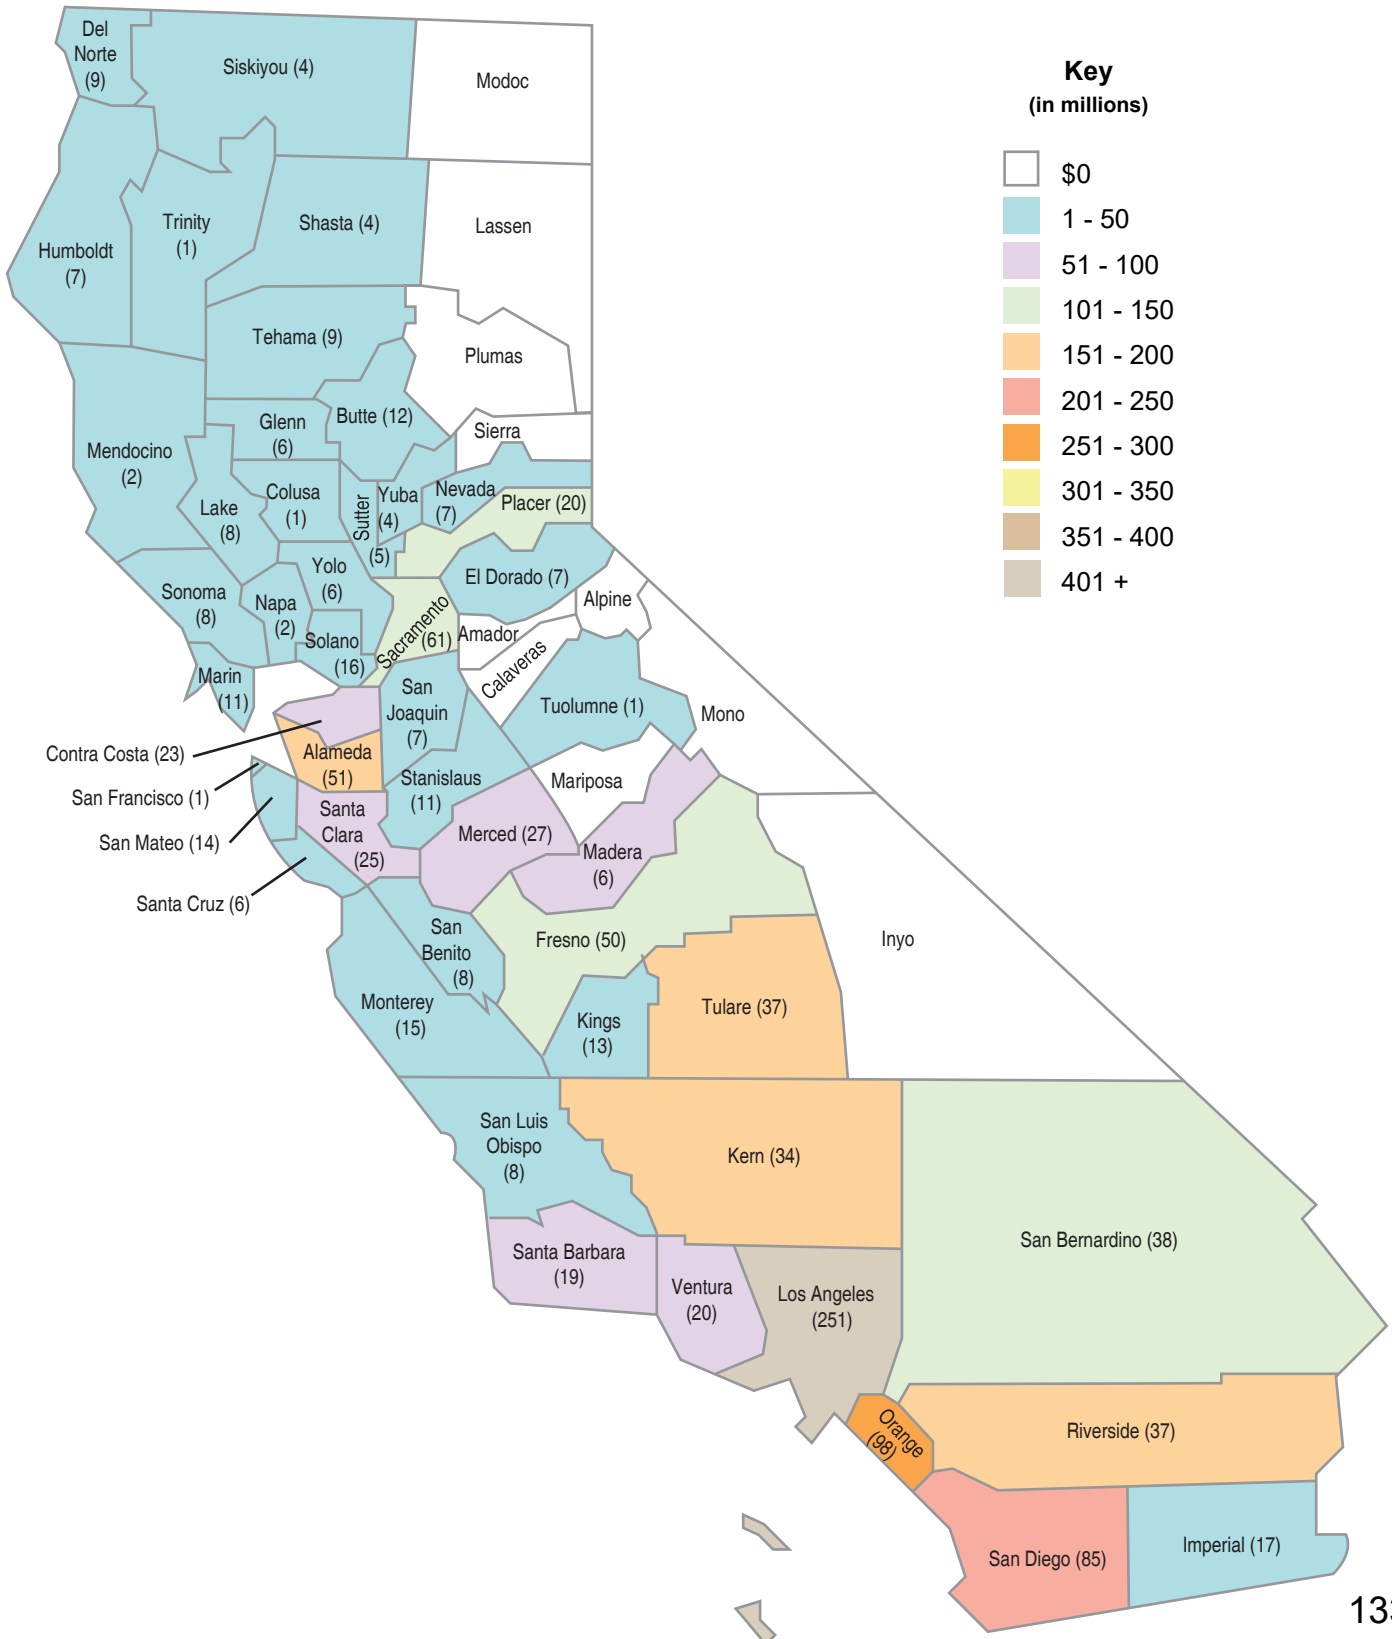 Del
Norte
(9)
Siskiyou (4)
Modoc
Key
(in millions)
$0
1 - 50
51 - 100
101 - 150
151 - 200
201 - 250
251 - 300
301 - 350
351 - 400
401 +
Humboldt
(7)
Trinity
(1)
Shasta (4)
Lassen
Tehama (9)
Plumas
Mendocino
(2)
Glenn
(6)
Butte (12)
Sierra
Lake
(8)
Colusa
(1)
Sutter
(5)
Yuba
(4)
Nevada
(7)
Placer (20)
Sonoma
(8)
Napa
(2)
Yolo
(6)
El Dorado (7)
Solano
(16)
Sacramento
(61)
Amador
Alpine
Marin
(11)
Calaveras
San
Joaquin
(7)
Tuolumne (1)
Mono
Contra Costa (23)
Alameda
(51)
Stanislaus
(11)
Mariposa
San Francisco (1)
San Mateo (14)
Santa
Clara
(25)
Merced (27)
Madera
(6)
Santa Cruz (6)
San
Benito
(8)
Fresno (50)
Inyo
Monterey
(15)
Kings
(13)
Tulare (37)
San Luis
Obispo
(8)
Kern (34)
San Bernardino (38)
Santa Barbara
(19)
Ventura
(20)
Los Angeles
(251)
Orange
(98)
Riverside (37)
San Diego (85)
Imperial (17)